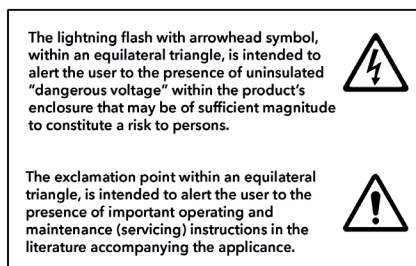 The lightning flash with arrowhead symbol,
within an equilateral triangle, is intended to
alert the user to the presence of uninsulated
“dangerous voltage” within the product’s
enclosure that may be of sufficient magnitude
to constitute a risk to persons.
The exclamation point within an equilateral
triangle, is intended to alert the user to the
presence of important operating and
maintenance (servicing) instructions in the
literature accompanying the applicance.